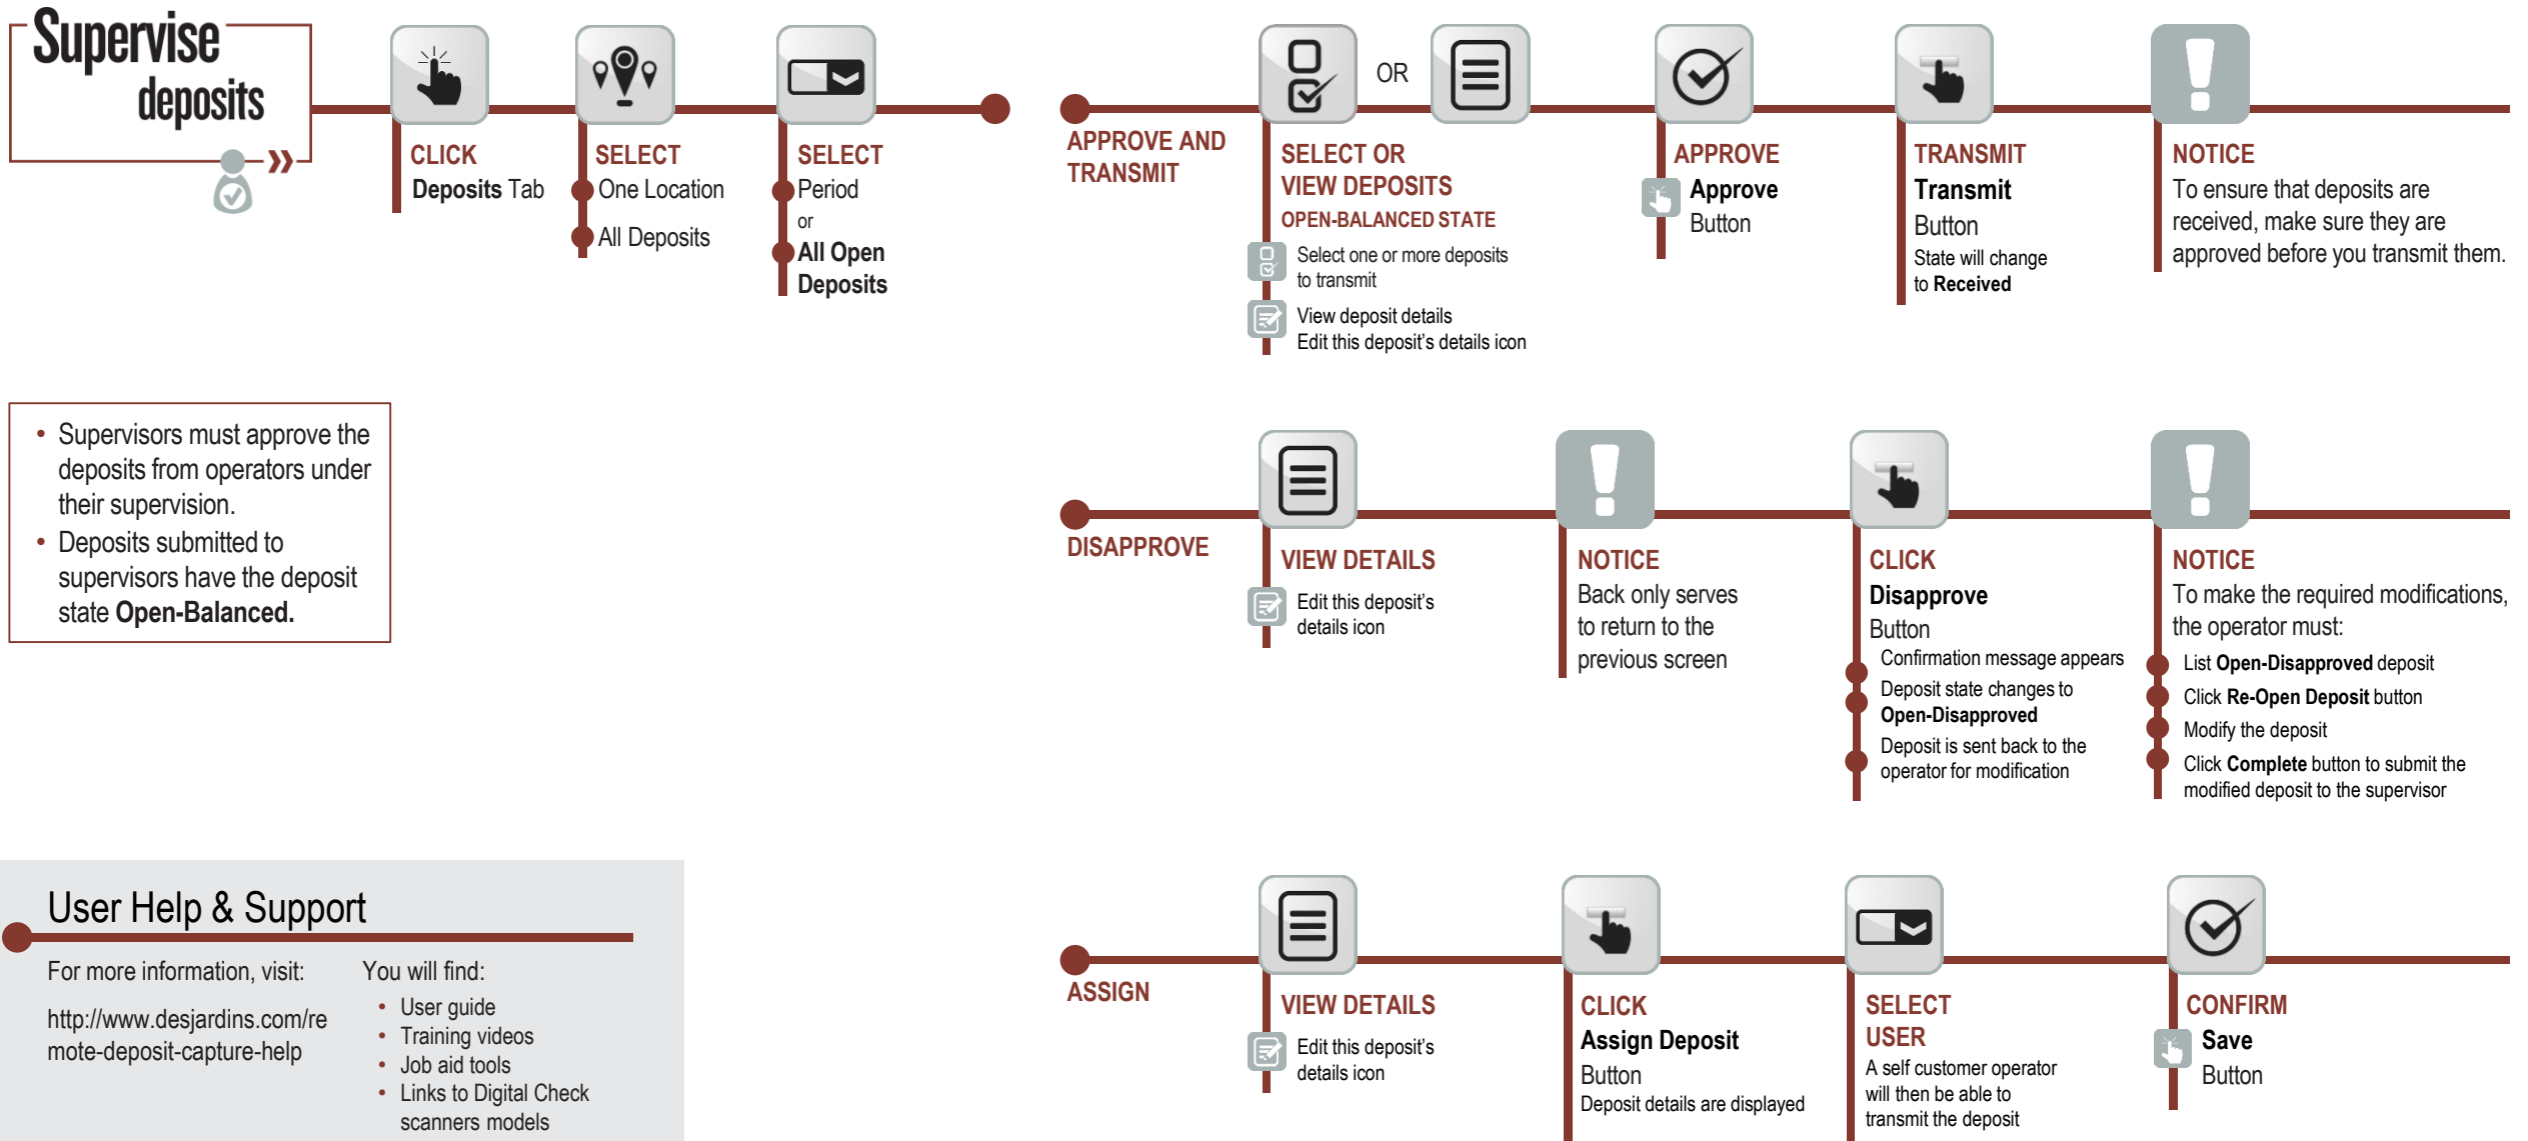 Supervise
deposits
CLICK
Deposits Tab
SELECT
One Location
All Deposits
SELECT
Period
or
All Open
Deposits
APPROVE AND
TRANSMIT
OR
SELECT OR
VIEW DEPOSITS
OPEN-BALANCED STATE
Select one or more deposits
to transmit
View deposit details
Edit this deposit's details icon
APPROVE
Approve
Button
TRANSMIT
Transmit
Button
State will change
to Received
NOTICE
To ensure that deposits are
received, make sure they are
approved before you transmit them.
• Supervisors must approve the
deposits from operators under
their supervision.
• Deposits submitted to
supervisors have the deposit
state Open-Balanced.
DISAPPROVE
VIEW DETAILS
Edit this deposit's
details icon
NOTICE
Back only serves
to return to the
previous screen
CLICK
Disapprove
Button
Confirmation message appears
Deposit state changes to
Open-Disapproved
Deposit is sent back to the
operator for modification
NOTICE
To make the required modifications,
the operator must:
List Open-Disapproved deposit
Click Re-Open Deposit button
Modify the deposit
Click Complete button to submit the
modified deposit to the supervisor
User Help & Support
For more information, visit:
http://www.desjardins.com/re
mote-deposit-capture-help
You will find:
• User guide
• Training videos
• Job aid tools
• Links to Digital Check
scanners models
ASSIGN
VIEW DETAILS
Edit this deposit's
details icon
CLICK
Assign Deposit
Button
Deposit details are displayed
SELECT
USER
A self customer operator
will then be able to
transmit the deposit
CONFIRM
Save
Button